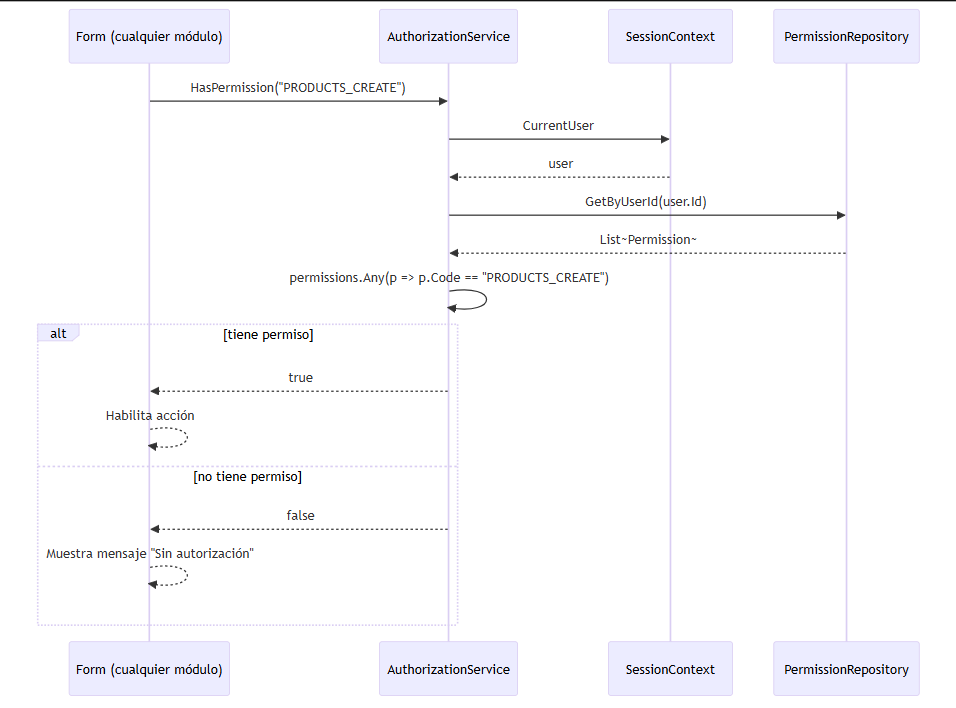 Form (cualquier módulo)
AuthorizationService
SessionContext
PermissionRepository
HasPermission("PRODUCTS_CREATE")
CurrentUser
user
GetByUserId(user.Id)
List~Permission~
permissions.Any(p => p.Code == "PRODUCTS_CREATE")
alt
[tiene permiso]
true
Habilita acción
[no tiene permiso]
false
Muestra mensaje "Sin autorización"
Form (cualquier módulo)
AuthorizationService
SessionContext
PermissionRepository